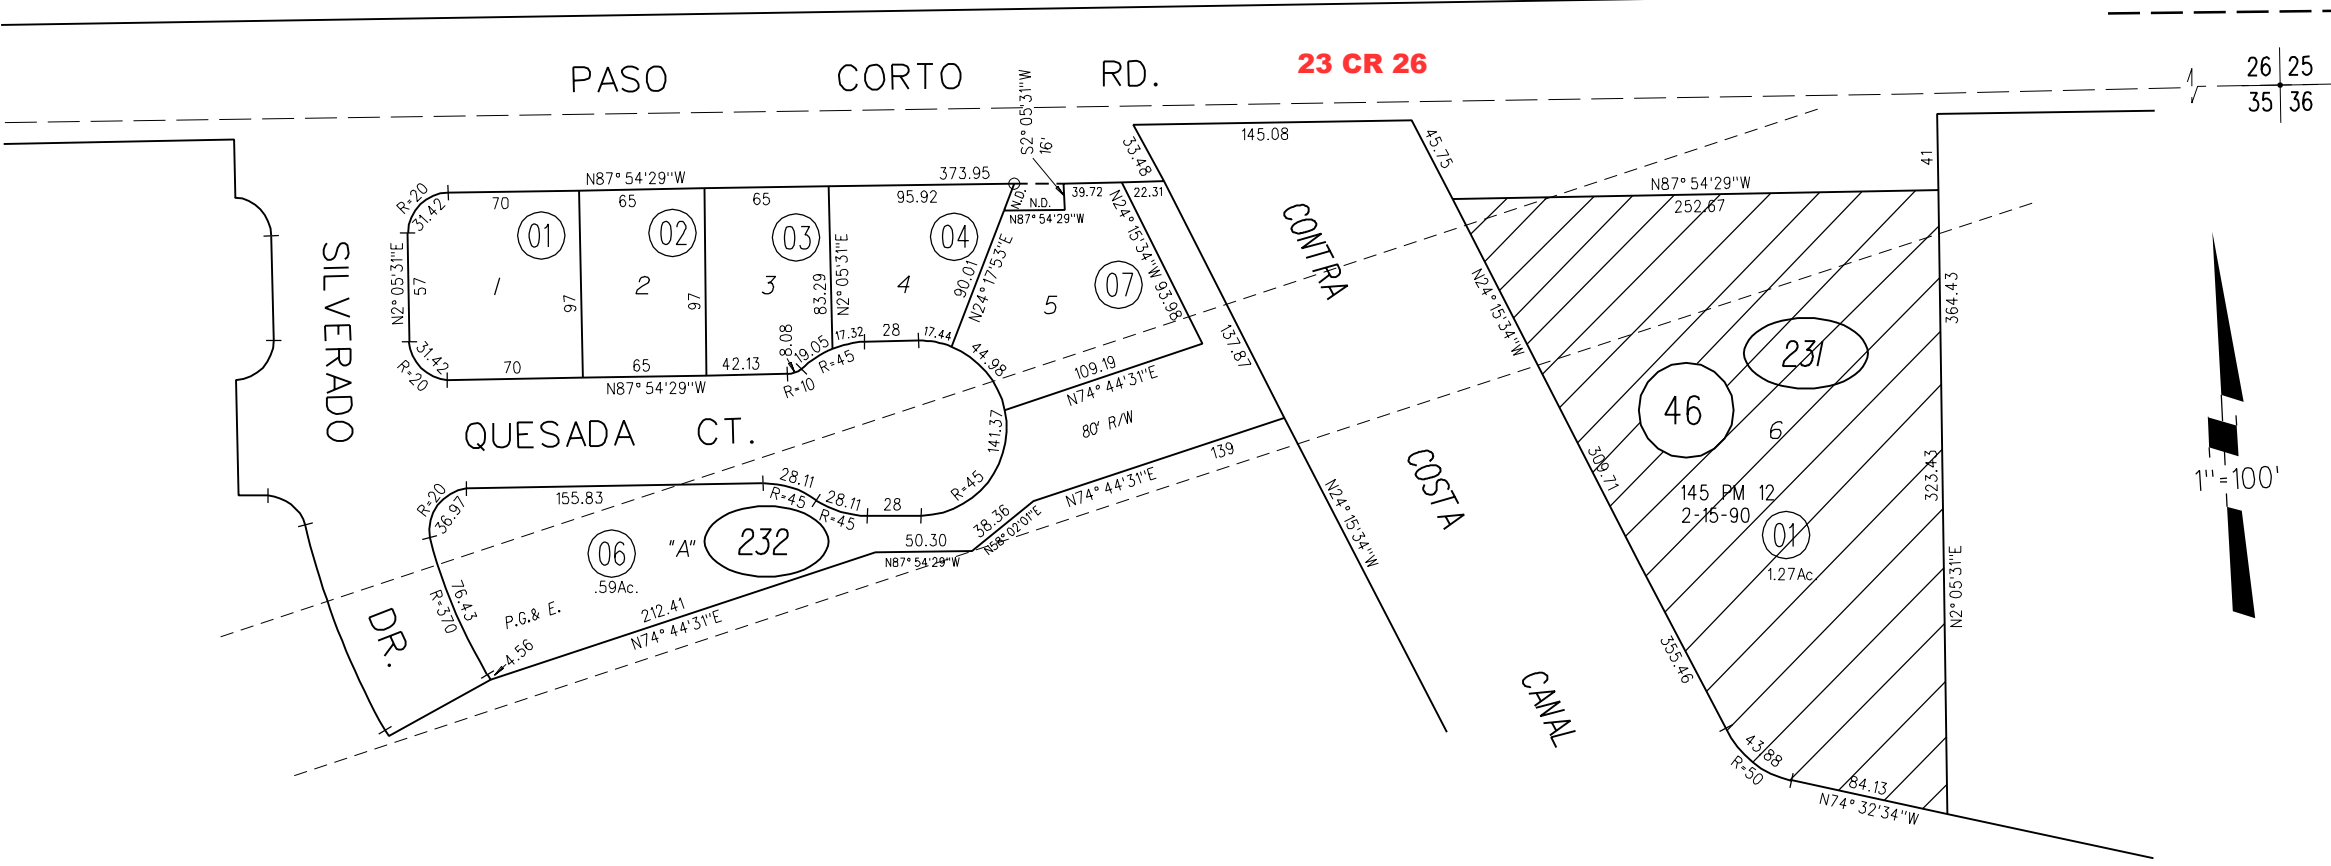 PASO CORTO RD.
23 CR 26
26 25
35 36
1
S2°05'31"W
16'
145.08
33.48
45.75
41
N87°54'29"W
373.95
N.D.
N.D.
39.72
22.31
N87°54'29"W
N87°54'29"W
252.67
R=20
31.42
70
65
65
95.92
01
02
03
04
07
N2°05'31"E
57
1
97
2
97
3
83.29
N2°05'31"E
4
90.01
N24°17'53"E
5
N24°15'34"W 93.98
SILVERADO
DR.
31.42
R=20
70
65
42.13
N87°54'29"W
8.08
R=10
19.05
17.32
R=45
28
17.44
44.98
141.37
R=45
109.19
N74°44'31"E
80' R/W
QUESADA CT.
R=20
36.97
155.83
28.11
R=45
28.11
R=45
28
139
N74°44'31"E
38.36
N58°02'01"E
50.30
N87°54'29"W
06
.59Ac.
"A"
232
76.43
R=370
P.G.& E.
4.56
212.41
N74°44'31"E
CONTRA
COSTA
CANAL
137.87
N24°15'34"W
N24°15'34"W
309.71
355.46
231
46
6
145 PM 12
2-15-90
01
1.27Ac.
364.43
323.43
N2°05'31"E
43.88
R=50
84.13
N74°32'34"W
1"=100'